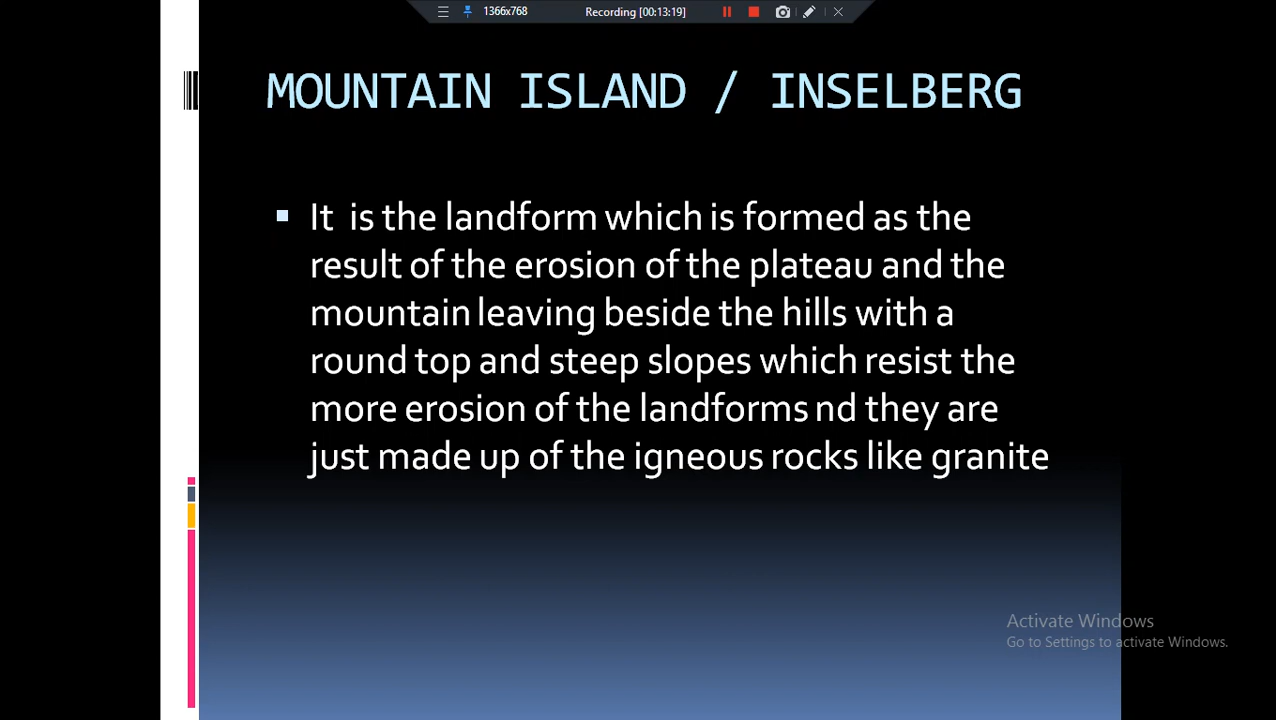 1366x768 Recording [00:13:19]
MOUNTAIN ISLAND / INSELBERG
It is the landform which is formed as the
result of the erosion of the plateau and the
mountain leaving beside the hills with a
round top and steep slopes which resist the
more erosion of the landforms nd they are
just made up of the igneous rocks like granite
Activate Windows
Go to Settings to activate Windows.